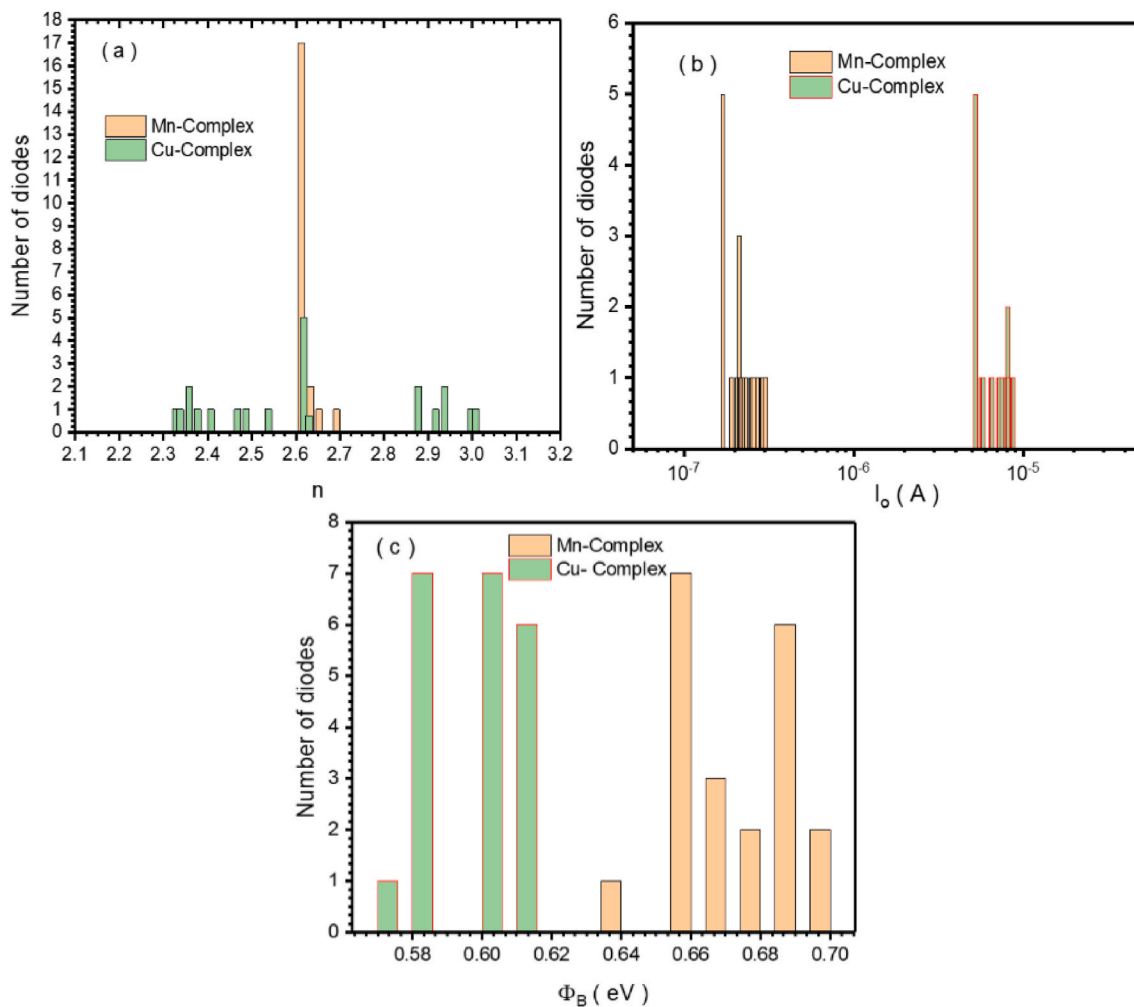 ( a )
Mn-Complex
Cu-Complex
Number of diodes
18
17
16
15
14
13
12
11
10
9
8
7
6
5
4
3
2
1
0
2.1 2.2 2.3 2.4 2.5 2.6 2.7 2.8 2.9 3.0 3.1 3.2
n
( b )
Mn-Complex
Cu-Complex
Number of diodes
6
5
4
3
2
1
0
10-7 10-6 10-5
Io ( A )
( c )
Mn-Complex
Cu- Complex
Number of diodes
8
7
6
5
4
3
2
1
0
0.58 0.60 0.62 0.64 0.66 0.68 0.70
ΦB ( eV )